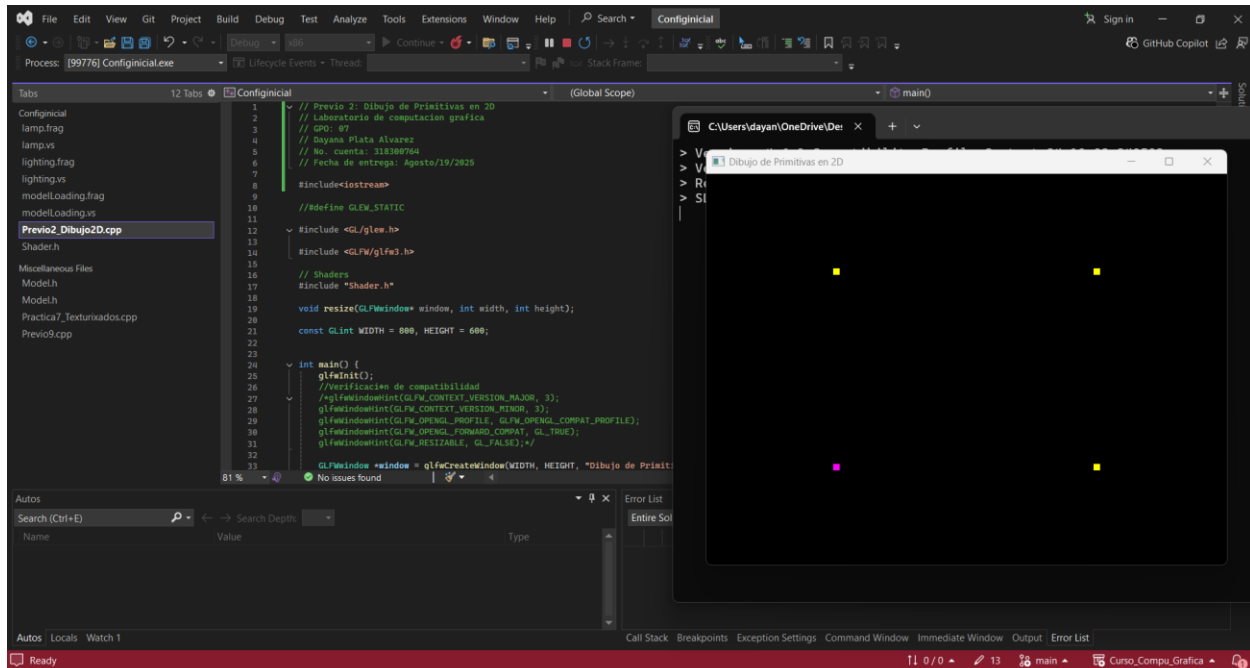 File Edit View Git Project Build Debug Test Analyze Tools Extensions Window Help Search Configinicial Sign in
Debug x86 Continue GitHub Copilot
Process: [99776] Configinicial.exe Lifecycle Events Thread: Stack Frame:
Tabs 12 Tabs
Configinicial
lamp.frag
lamp.vs
lighting.frag
lighting.vs
modelLoading.frag
modelLoading.vs
Previo2_Dibujo2D.cpp
Shader.h
Miscellaneous Files
Model.h
Model.h
Practica7_Texturixados.cpp
Previo9.cpp
Configinicial (Global Scope) main()
1 // Previo 2: Dibujo de Primitivas en 2D
2 // Laboratorio de computacion grafica
3 // GPO: 07
4 // Dayana Plata Alvarez
5 // No. cuenta: 318300764
6 // Fecha de entrega: Agosto/19/2025
7
8 #include<iostream>
9
10 //#define GLEW_STATIC
11
12 #include <GL/glew.h>
13
14 #include <GLFW/glfw3.h>
15
16 // Shaders
17 #include "Shader.h"
18
19 void resize(GLFWwindow* window, int width, int height);
20
21 const GLint WIDTH = 800, HEIGHT = 600;
22
23
24 int main() {
25 glfwInit();
26 //Verificaci�n de compatibilidad
27 /*glfwWindowHint(GLFW_CONTEXT_VERSION_MAJOR, 3);
28 glfwWindowHint(GLFW_CONTEXT_VERSION_MINOR, 3);
29 glfwWindowHint(GLFW_OPENGL_PROFILE, GLFW_OPENGL_COMPAT_PROFILE);
30 glfwWindowHint(GLFW_OPENGL_FORWARD_COMPAT, GL_TRUE);
31 glfwWindowHint(GLFW_RESIZABLE, GL_FALSE);*/
32
33 GLFWwindow *window = glfwCreateWindow(WIDTH, HEIGHT, "Dibujo de Primiti
81 % No issues found
C:\Users\dayan\OneDrive\Des
> Ve
> Ve
> Re
> SL
Dibujo de Primitivas en 2D
Autos
Search (Ctrl+E) Search Depth:
Name Value Type
Error List
Entire Sol
Autos Locals Watch 1
Call Stack Breakpoints Exception Settings Command Window Immediate Window Output Error List
Ready 0 / 0 13 main Curso_Compu_Grafica